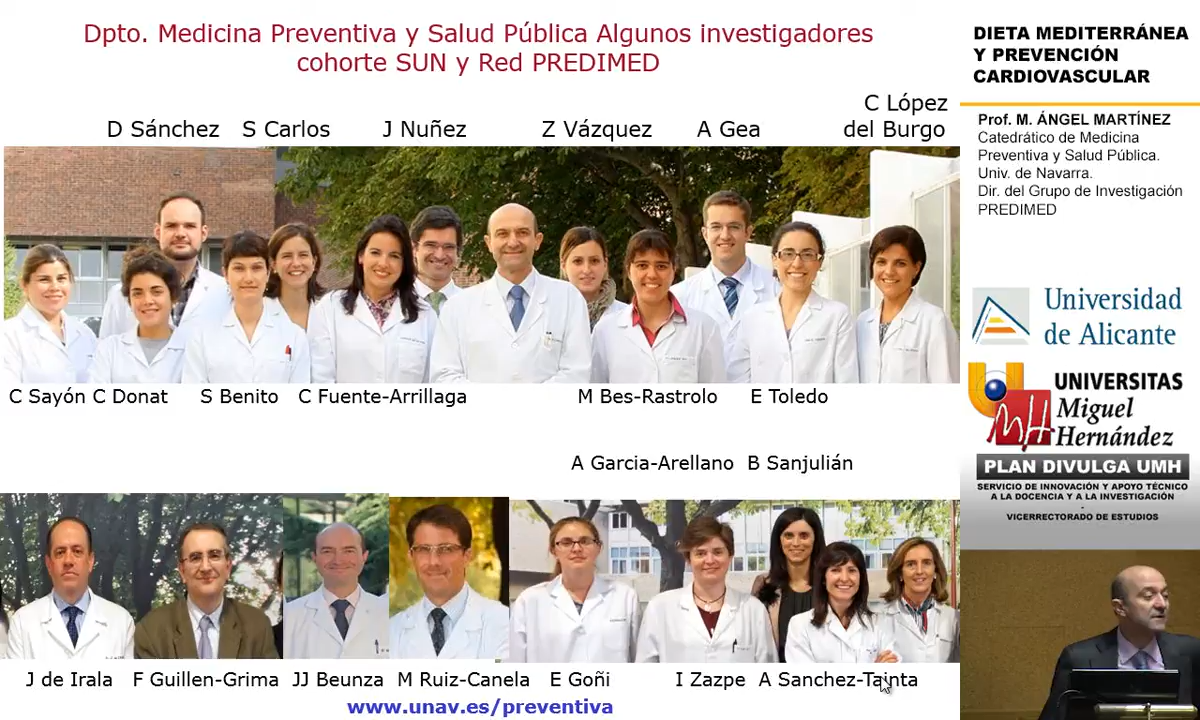 Dpto. Medicina Preventiva y Salud Pública Algunos investigadores
cohorte SUN y Red PREDIMED
D Sánchez S Carlos J Nuñez Z Vázquez A Gea C López
del Burgo
C Sayón C Donat S Benito C Fuente-Arrillaga M Bes-Rastrolo E Toledo
A Garcia-Arellano B Sanjulián
J de Irala F Guillen-Grima JJ Beunza M Ruiz-Canela E Goñi I Zazpe A Sanchez-Tainta
www.unav.es/preventiva
DIETA MEDITERRÁNEA
Y PREVENCIÓN
CARDIOVASCULAR
Prof. M. ÁNGEL MARTÍNEZ
Catedrático de Medicina
Preventiva y Salud Pública.
Univ. de Navarra.
Dir. del Grupo de Investigación
PREDIMED
Universidad
de Alicante
UNIVERSITAS
Miguel
Hernández
PLAN DIVULGA UMH
SERVICIO DE INNOVACIÓN Y APOYO TÉCNICO
A LA DOCENCIA Y A LA INVESTIGACIÓN
-
VICERRECTORADO DE ESTUDIOS